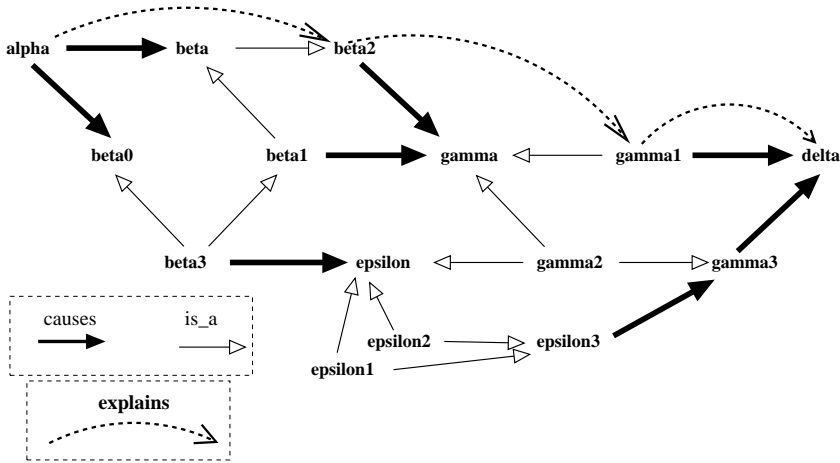 alpha beta beta2
beta0 beta1 gamma gamma1 delta
beta3 epsilon gamma2 gamma3
causes is_a
epsilon2 epsilon3
epsilon1
explains